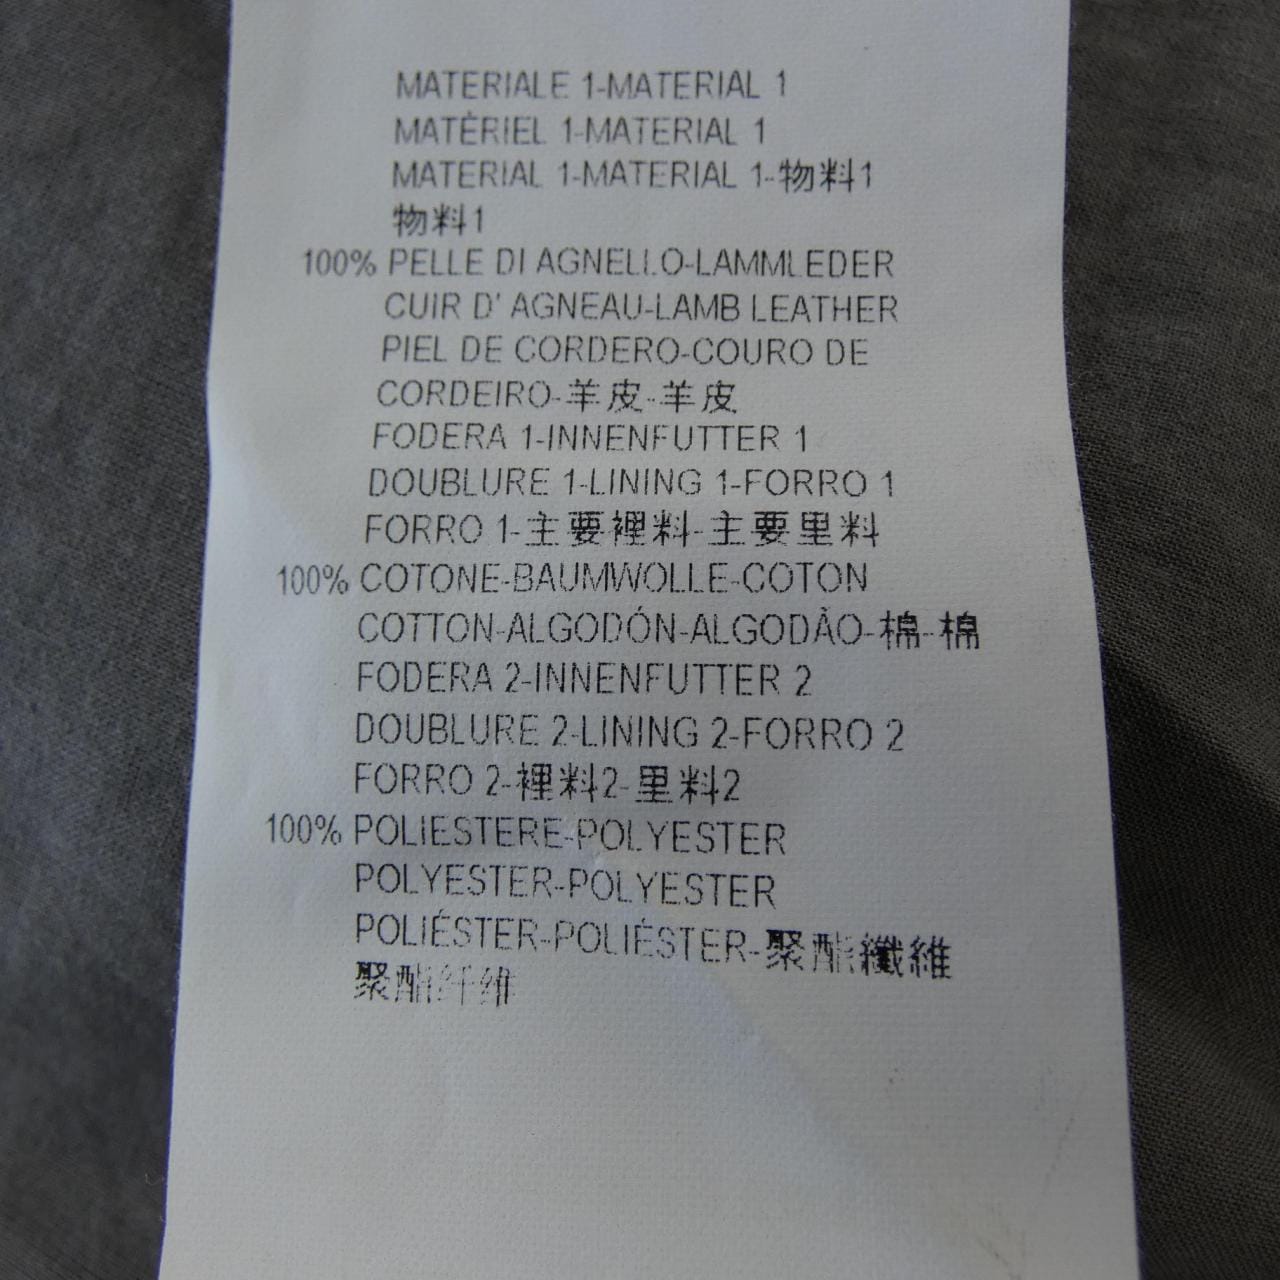 MATERIALE 1-MATERIAL 1
MATÉRIEL 1-MATERIAL 1
MATERIAL 1-MATERIAL 1-物料1
物料1
100% PELLE DI AGNELLO-LAMMLEDER
CUIR D' AGNEAU-LAMB LEATHER
PIEL DE CORDERO-COURO DE
CORDEIRO-羊皮-羊皮
FODERA 1-INNENFUTTER 1
DOUBLURE 1-LINING 1-FORRO 1
FORRO 1-主要裡料-主要里料
100% COTONE-BAUMWOLLE-COTON
COTTON-ALGODÓN-ALGODÃO-棉-棉
FODERA 2-INNENFUTTER 2
DOUBLURE 2-LINING 2-FORRO 2
FORRO 2-裡料2-里料2
100% POLIESTERE-POLYESTER
POLYESTER-POLYESTER
POLIÉSTER-POLIÉSTER-聚酯纖維
聚酯纤维